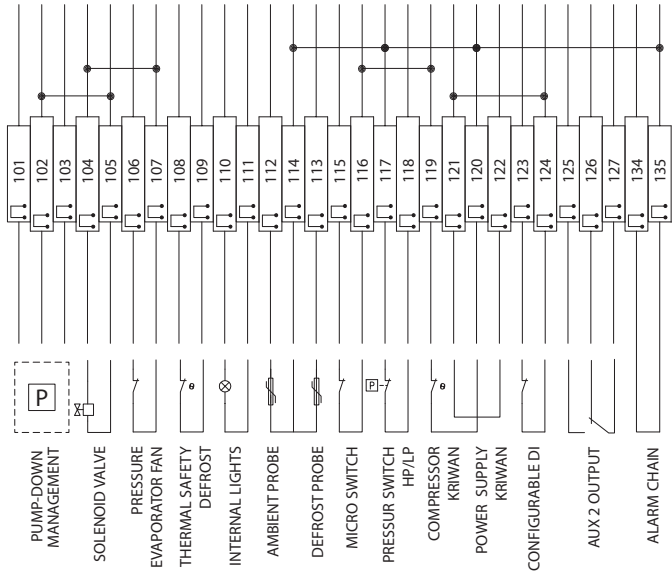 101
102
103
104
105
106
107
108
109
110
111
112
114
113
115
116
117
118
119
121
120
122
123
124
125
126
127
134
135
P
P
θ
θ
PUMP-DOWN
MANAGEMENT
SOLENOID VALVE
PRESSURE
EVAPORATOR FAN
THERMAL SAFETY
DEFROST
INTERNAL LIGHTS
AMBIENT PROBE
DEFROST PROBE
MICRO SWITCH
PRESSUR SWITCH
HP/LP
COMPRESSOR
KRIWAN
POWER SUPPLY
KRIWAN
CONFIGURABLE DI
AUX 2 OUTPUT
ALARM CHAIN